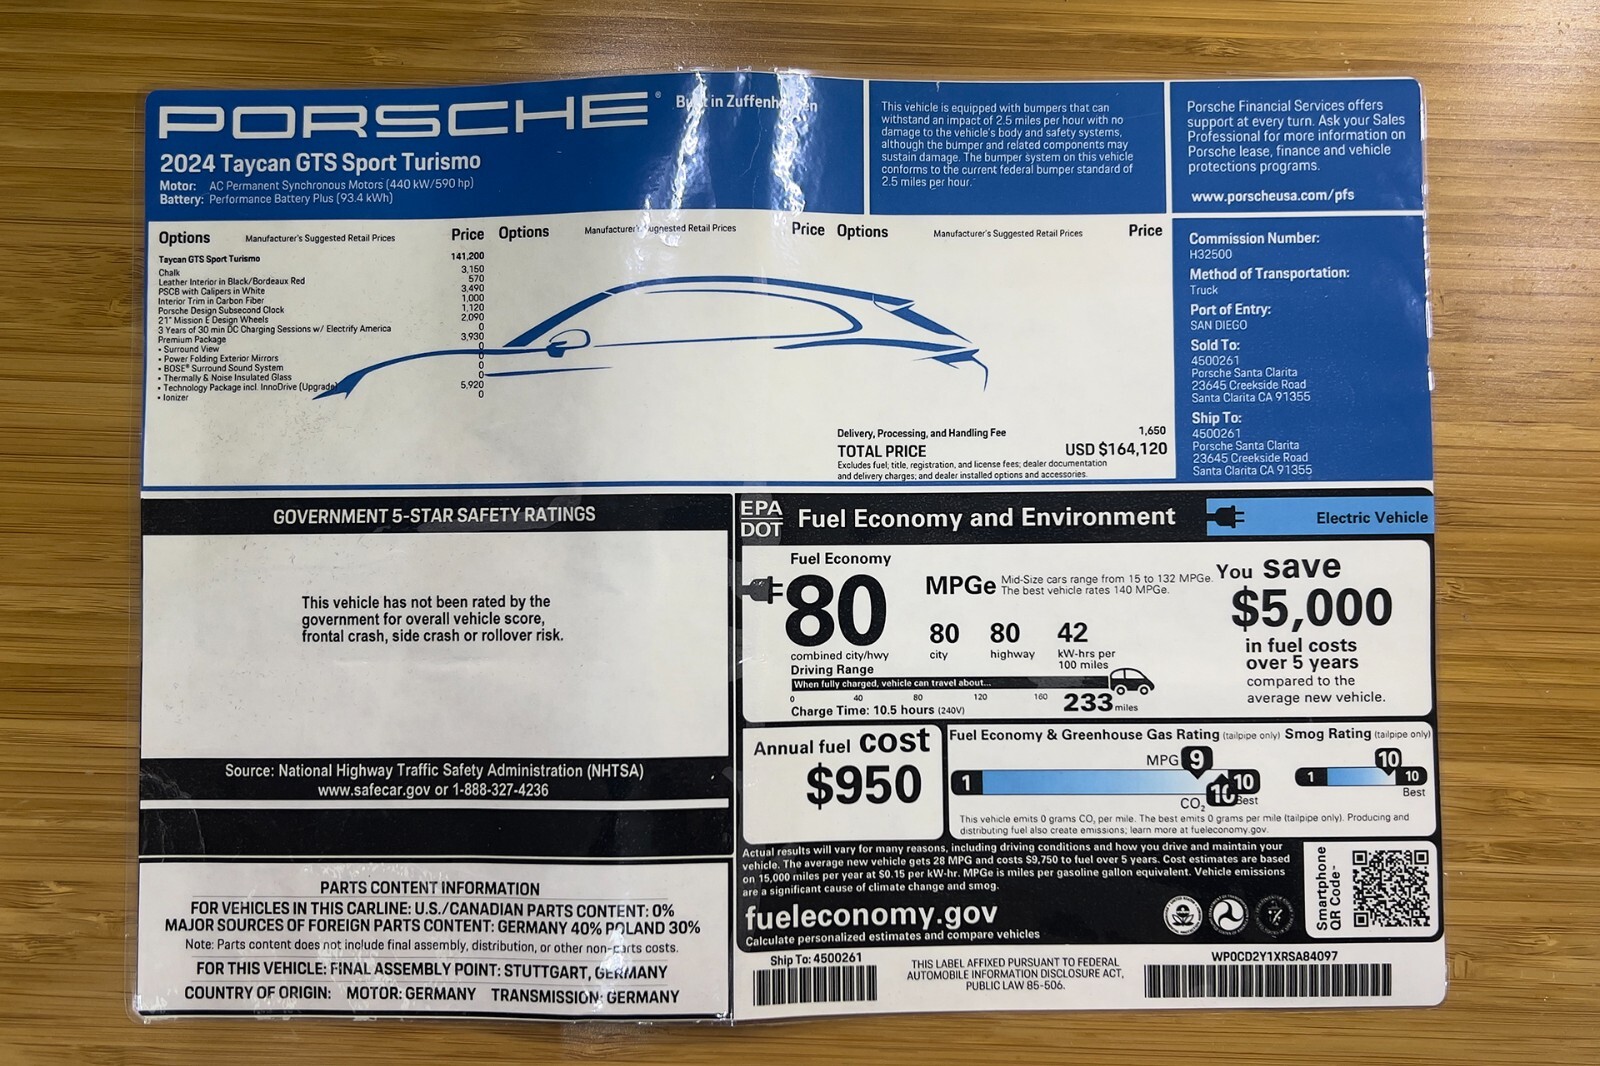 PORSCHE®
Built in Zuffenhausen
2024 Taycan GTS Sport Turismo
Motor: AC Permanent Synchronous Motors (440 kW/590 hp)
Battery: Performance Battery Plus (93.4 kWh)
This vehicle is equipped with bumpers that can
withstand an impact of 2.5 miles per hour with no
damage to the vehicle's body and safety systems,
although the bumper and related components may
sustain damage. The bumper system on this vehicle
conforms to the current federal bumper standard of
2.5 miles per hour.
Porsche Financial Services offers
support at every turn. Ask your Sales
Professional for more information on
Porsche lease, finance and vehicle
protections programs.
www.porscheusa.com/pfs
Options Manufacturer's Suggested Retail Prices Price
Taycan GTS Sport Turismo 141,200
Chalk 3,150
Leather Interior in Black/Bordeaux Red 570
PSCB with Calipers in White 3,490
Interior Trim in Carbon Fiber 1,000
Porsche Design Subsecond Clock 1,120
21" Mission E Design Wheels 2,090
3 Years of 30 min DC Charging Sessions w/ Electrify America 0
Premium Package 3,930
• Surround View 0
• Power Folding Exterior Mirrors 0
• BOSE® Surround Sound System 0
• Thermally & Noise Insulated Glass 0
• Technology Package incl. InnoDrive (Upgrade) 5,920
• Ionizer 0
Options Manufacturer's Suggested Retail Prices Price
Options Manufacturer's Suggested Retail Prices Price
Delivery, Processing, and Handling Fee 1,650
TOTAL PRICE USD $164,120
Excludes fuel; title, registration, and license fees; dealer documentation
and delivery charges; and dealer installed options and accessories.
Commission Number:
H32500
Method of Transportation:
Truck
Port of Entry:
SAN DIEGO
Sold To:
4500261
Porsche Santa Clarita
23645 Creekside Road
Santa Clarita CA 91355
Ship To:
4500261
Porsche Santa Clarita
23645 Creekside Road
Santa Clarita CA 91355
GOVERNMENT 5-STAR SAFETY RATINGS
This vehicle has not been rated by the
government for overall vehicle score,
frontal crash, side crash or rollover risk.
Source: National Highway Traffic Safety Administration (NHTSA)
www.safecar.gov or 1-888-327-4236
PARTS CONTENT INFORMATION
FOR VEHICLES IN THIS CARLINE: U.S./CANADIAN PARTS CONTENT: 0%
MAJOR SOURCES OF FOREIGN PARTS CONTENT: GERMANY 40% POLAND 30%
Note: Parts content does not include final assembly, distribution, or other non-parts costs.
FOR THIS VEHICLE: FINAL ASSEMBLY POINT: STUTTGART, GERMANY
COUNTRY OF ORIGIN: MOTOR: GERMANY TRANSMISSION: GERMANY
EPA
DOT
Fuel Economy and Environment
Electric Vehicle
Fuel Economy
80
combined city/hwy
MPGe
Mid-Size cars range from 15 to 132 MPGe.
The best vehicle rates 140 MPGe.
80
city
80
highway
42
kW-hrs per
100 miles
Driving Range
When fully charged, vehicle can travel about...
0 40 80 120 160 233 miles
Charge Time: 10.5 hours (240V)
You save
$5,000
in fuel costs
over 5 years
compared to the
average new vehicle.
Annual fuel cost
$950
Fuel Economy & Greenhouse Gas Rating (tailpipe only)
MPG 9
1 10
CO₂ 10 Best
Smog Rating (tailpipe only)
10
1 10
Best
This vehicle emits 0 grams CO₂ per mile. The best emits 0 grams per mile (tailpipe only). Producing and
distributing fuel also create emissions; learn more at fueleconomy.gov.
Actual results will vary for many reasons, including driving conditions and how you drive and maintain your
vehicle. The average new vehicle gets 28 MPG and costs $9,750 to fuel over 5 years. Cost estimates are based
on 15,000 miles per year at $0.15 per kW-hr. MPGe is miles per gasoline gallon equivalent. Vehicle emissions
are a significant cause of climate change and smog.
fueleconomy.gov
Calculate personalized estimates and compare vehicles
Smartphone
QR Code
Ship To: 4500261
THIS LABEL AFFIXED PURSUANT TO FEDERAL
AUTOMOBILE INFORMATION DISCLOSURE ACT,
PUBLIC LAW 85-506.
WP0CD2Y1XRSA84097